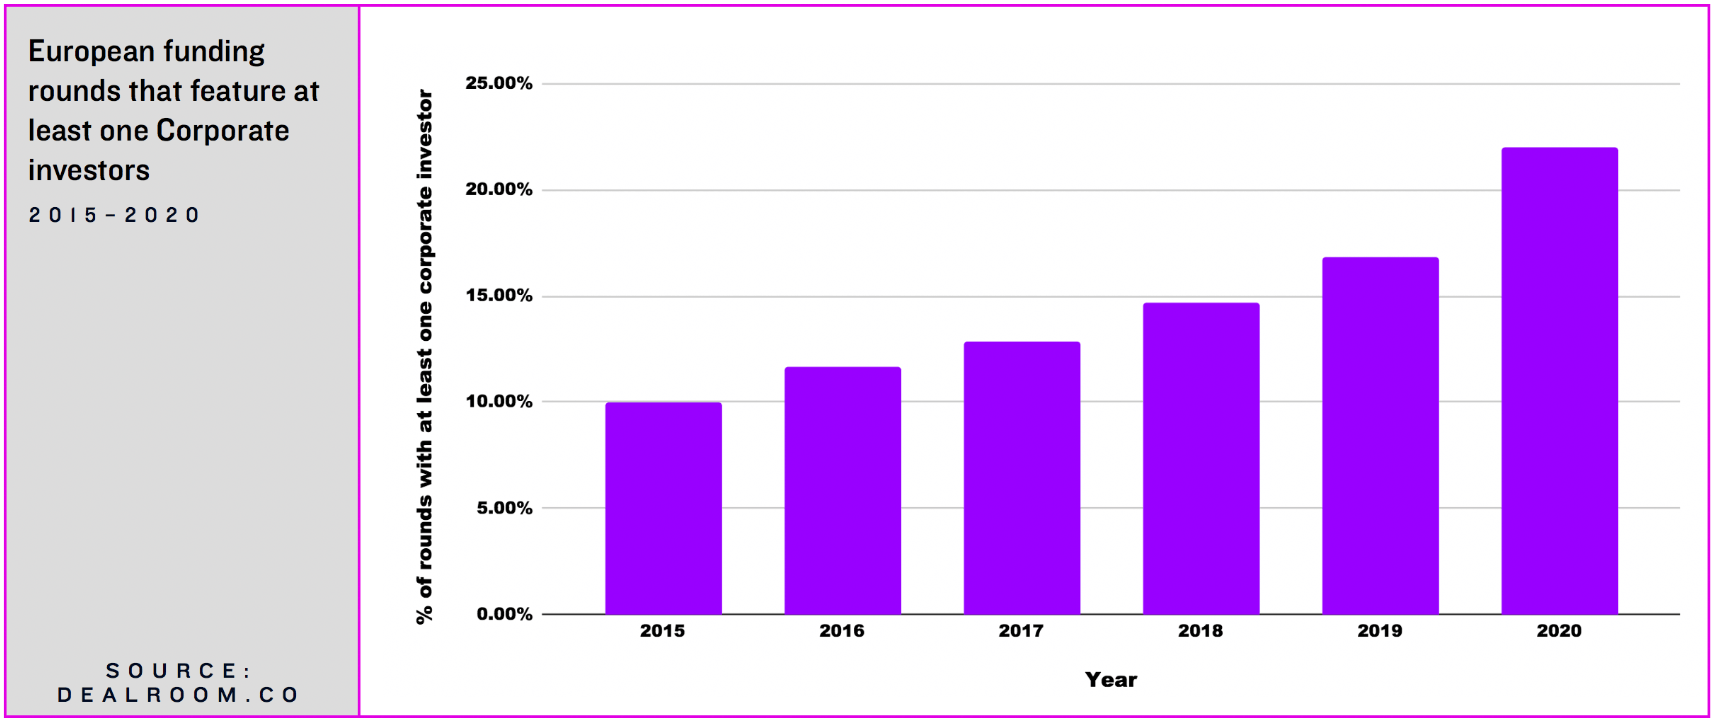 European funding
rounds that feature at
least one Corporate
investors
2015-2020
SOURCE:
DEALROOM.CO
% of rounds with at least one corporate investor
25.00%
20.00%
15.00%
10.00%
5.00%
0.00%
2015 2016 2017 2018 2019 2020
Year